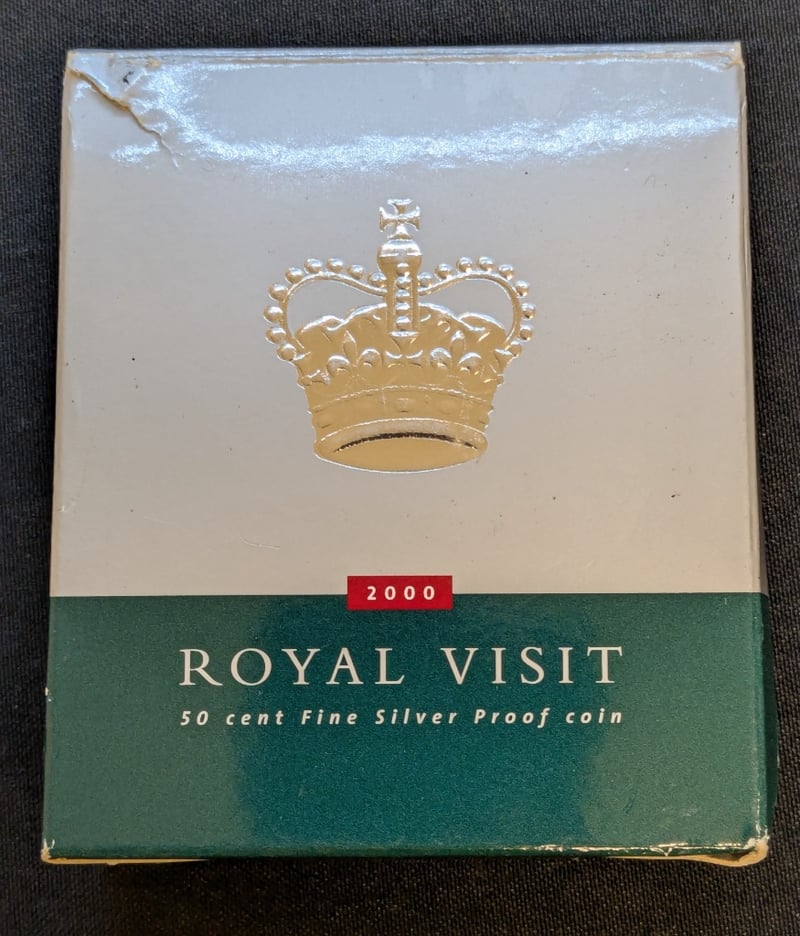 2000
ROYAL VISIT
50 cent Fine Silver Proof coin